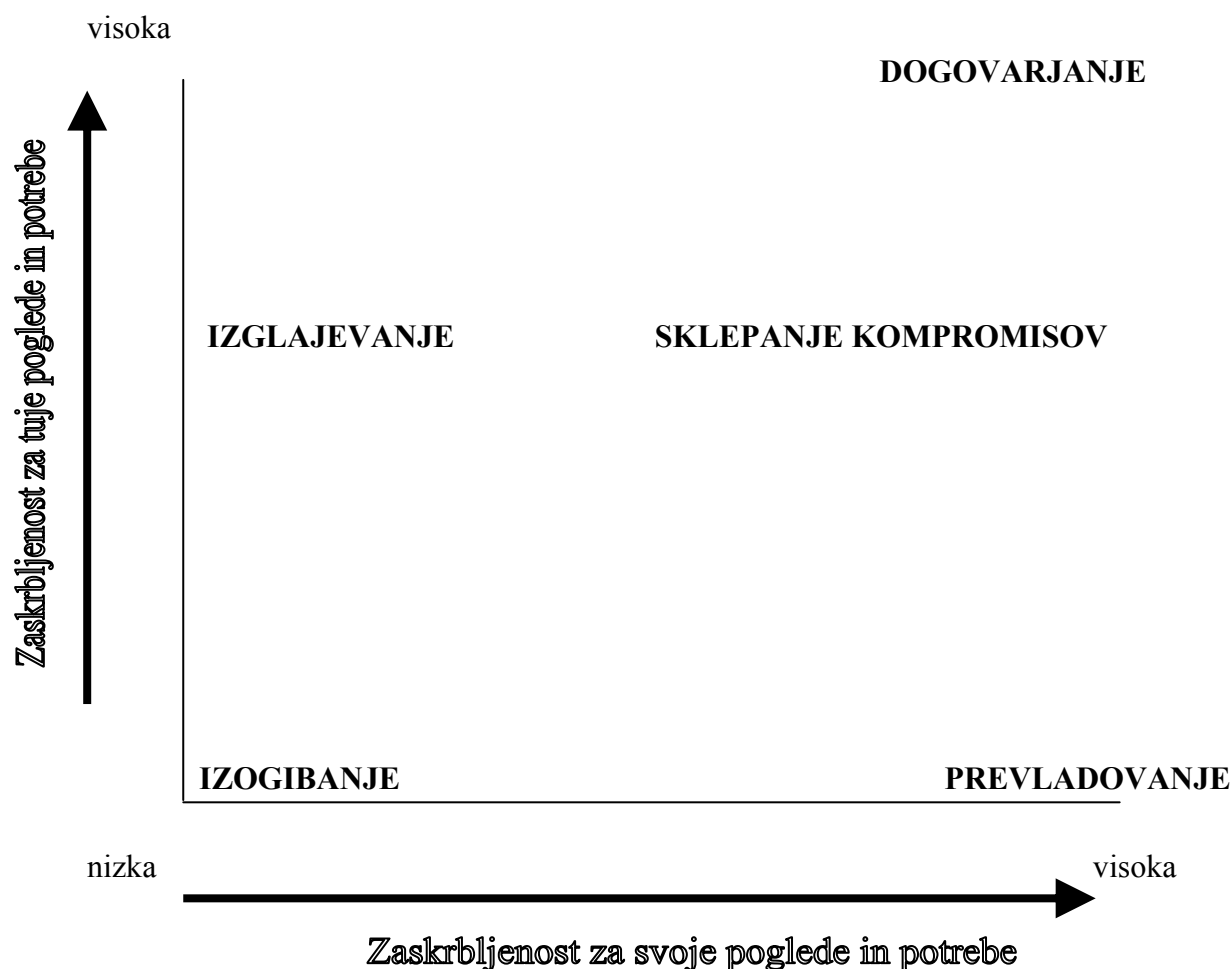 visoka
DOGOVARJANJE
Zaskrbljenost za tuje poglede in potrebe
IZGLAJEVANJE SKLEPANJE KOMPROMISOV
IZOGIBANJE PREVLADOVANJE
nizka visoka
Zaskrbljenost za svoje poglede in potrebe